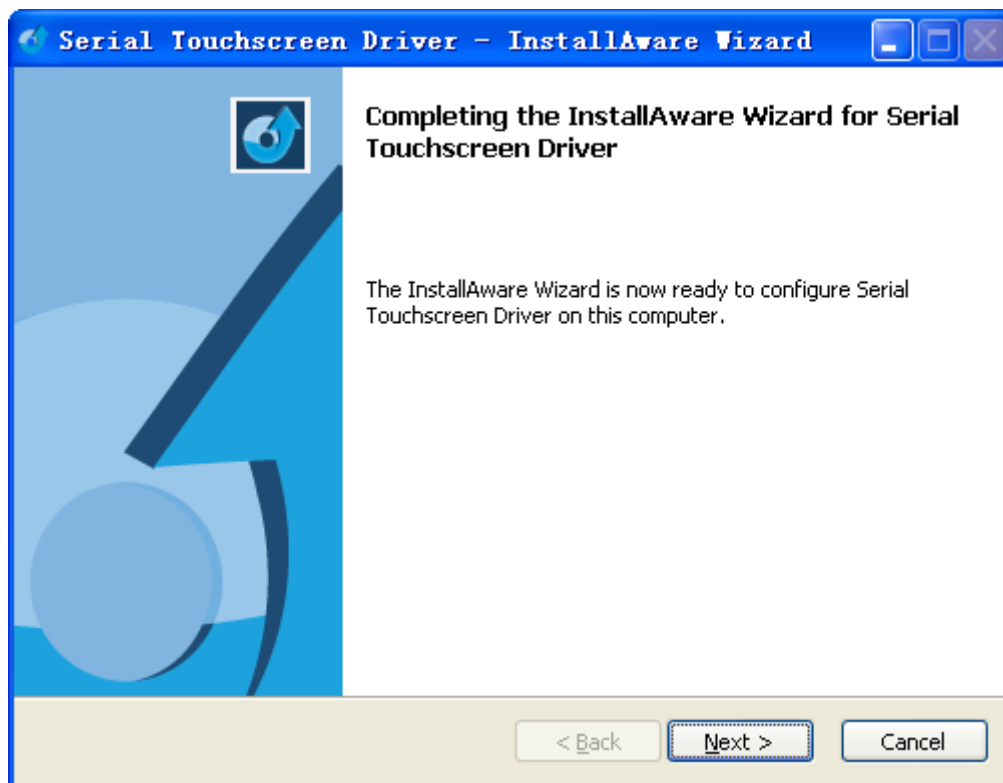 Serial Touchscreen Driver - InstallAware Wizard
Completing the InstallAware Wizard for Serial
Touchscreen Driver
The InstallAware Wizard is now ready to configure Serial
Touchscreen Driver on this computer.
< Back
Next >
Cancel